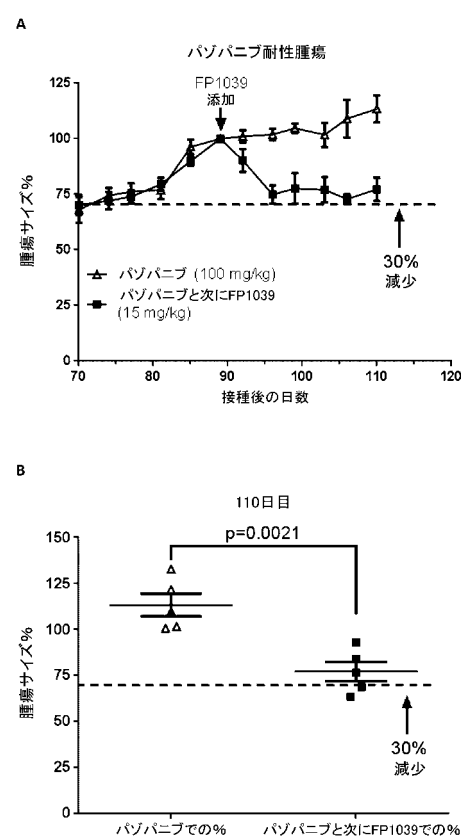 A
パゾパニブ耐性腫瘍
FP1039
添加
125
100
75
50
25
0
腫瘍サイズ%
パゾパニブ (100 mg/kg)
パゾパニブと次にFP1039
(15 mg/kg)
30%
減少
70
80
90
100
110
120
接種後の日数
B
110日目
p=0.0021
150
125
100
75
50
25
0
腫瘍サイズ%
30%
減少
パゾパニブでの%
パゾパニブと次にFP1039での%